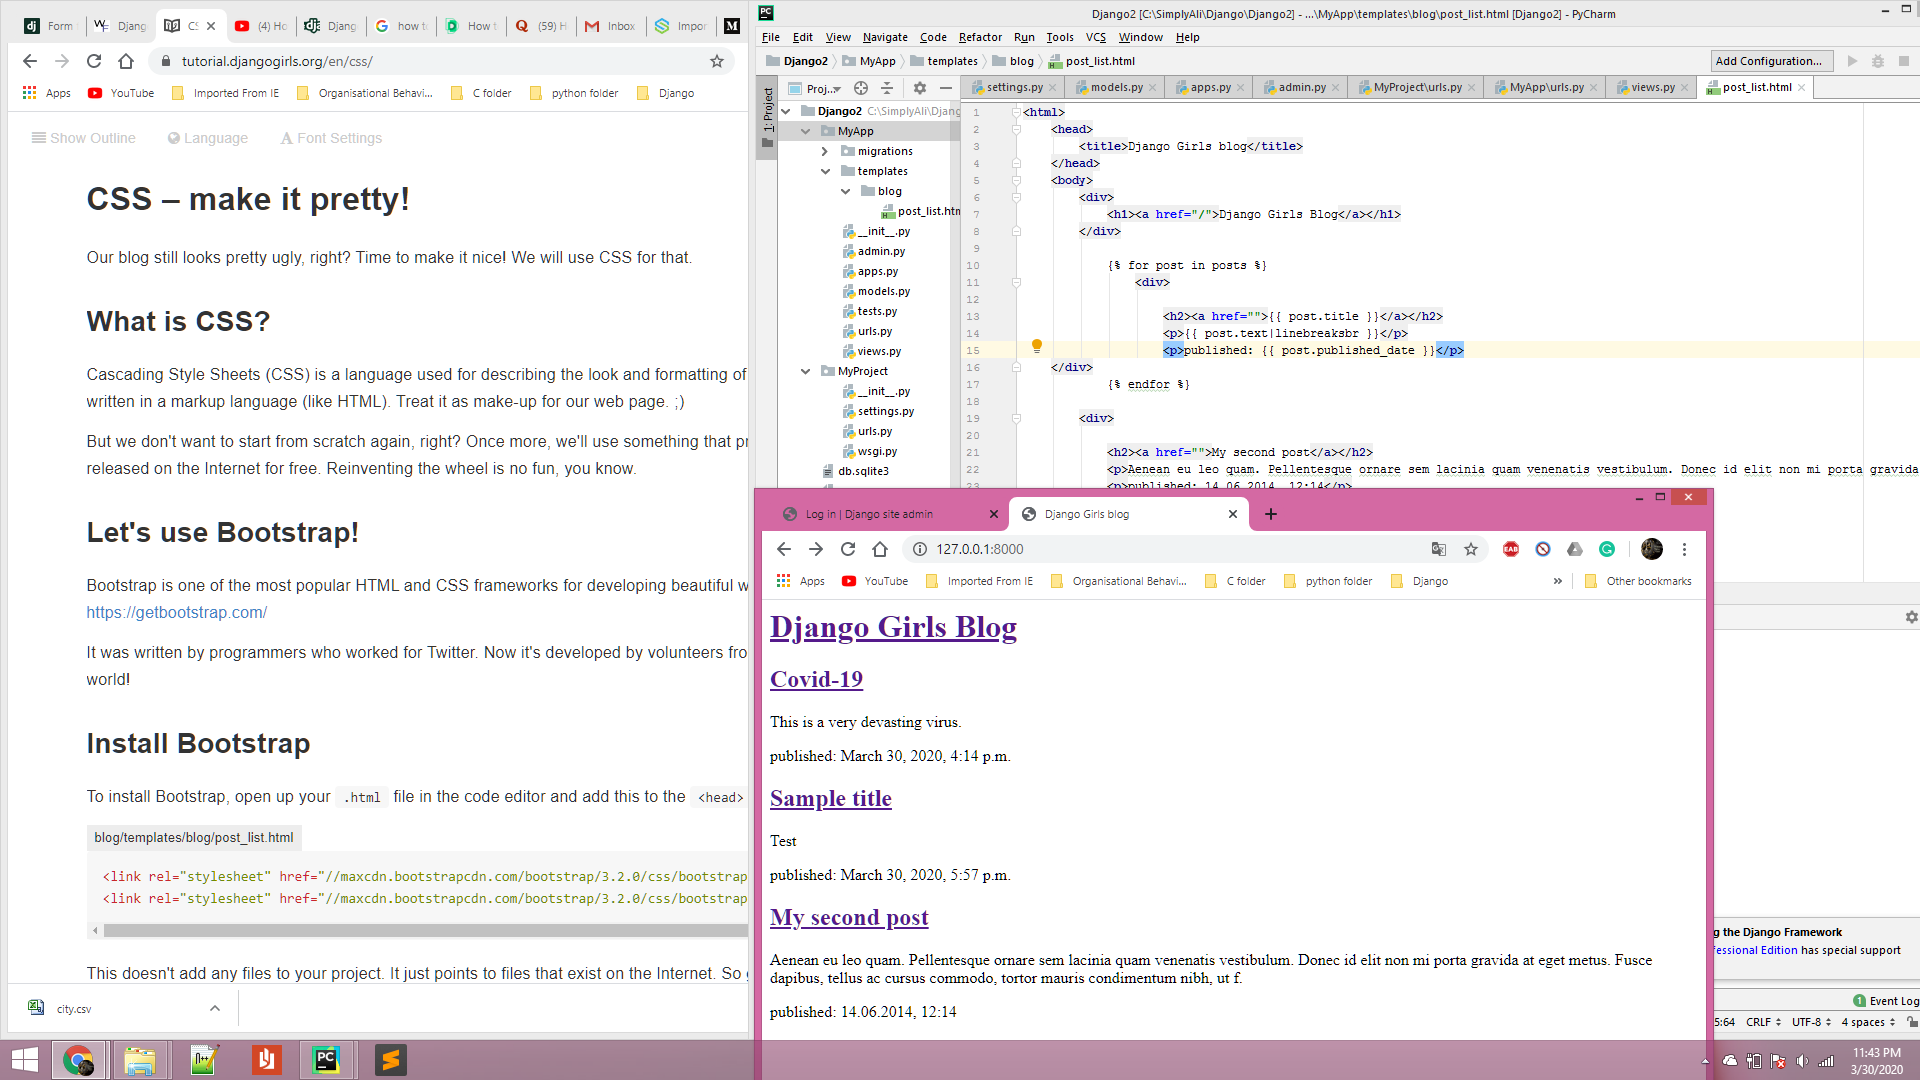 Form
Djang
CS
(4) Ho
Djang
how t
How t
(59) H
Inbox
Impor
tutorial.djangogirls.org/en/css/
Apps
YouTube
Imported From IE
Organisational Behavi...
C folder
python folder
Django
Show Outline
Language
Font Settings
CSS – make it pretty!
Our blog still looks pretty ugly, right? Time to make it nice! We will use CSS for that.
What is CSS?
Cascading Style Sheets (CSS) is a language used for describing the look and formatting of
written in a markup language (like HTML). Treat it as make-up for our web page. ;)
But we don't want to start from scratch again, right? Once more, we'll use something that pr
released on the Internet for free. Reinventing the wheel is no fun, you know.
Let's use Bootstrap!
Bootstrap is one of the most popular HTML and CSS frameworks for developing beautiful w
https://getbootstrap.com/
It was written by programmers who worked for Twitter. Now it's developed by volunteers fro
world!
Install Bootstrap
To install Bootstrap, open up your .html file in the code editor and add this to the <head>
blog/templates/blog/post_list.html
<link rel="stylesheet" href="//maxcdn.bootstrapcdn.com/bootstrap/3.2.0/css/bootstrap
<link rel="stylesheet" href="//maxcdn.bootstrapcdn.com/bootstrap/3.2.0/css/bootstrap
This doesn't add any files to your project. It just points to files that exist on the Internet. So g
city.csv
Django2 [C:\SimplyAli\Django\Django2] - ...\MyApp\templates\blog\post_list.html [Django2] - PyCharm
File Edit View Navigate Code Refactor Run Tools VCS Window Help
Django2 MyApp templates blog post_list.html
Add Configuration...
1: Project
Proj...
settings.py
models.py
apps.py
admin.py
MyProject\urls.py
MyApp\urls.py
views.py
post_list.html
Django2 C:\SimplyAli\Djang
MyApp
migrations
templates
blog
post_list.htm
__init__.py
admin.py
apps.py
models.py
tests.py
urls.py
views.py
MyProject
__init__.py
settings.py
urls.py
wsgi.py
db.sqlite3
1 <html>
2 <head>
3 <title>Django Girls blog</title>
4 </head>
5 <body>
6 <div>
7 <h1><a href="/">Django Girls Blog</a></h1>
8 </div>
9
10 {% for post in posts %}
11 <div>
12
13 <h2><a href="">{{ post.title }}</a></h2>
14 <p>{{ post.text|linebreaksbr }}</p>
15 <p>published: {{ post.published_date }}</p>
16 </div>
17 {% endfor %}
18
19 <div>
20
21 <h2><a href="">My second post</a></h2>
22 <p>Aenean eu leo quam. Pellentesque ornare sem lacinia quam venenatis vestibulum. Donec id elit non mi porta gravida
23 <p>published: 14.06.2014, 12:14</p>
Log in | Django site admin
Django Girls blog
127.0.0.1:8000
EAB
Apps
YouTube
Imported From IE
Organisational Behavi...
C folder
python folder
Django
»
Other bookmarks
Django Girls Blog
Covid-19
This is a very devasting virus.
published: March 30, 2020, 4:14 p.m.
Sample title
Test
published: March 30, 2020, 5:57 p.m.
My second post
Aenean eu leo quam. Pellentesque ornare sem lacinia quam venenatis vestibulum. Donec id elit non mi porta gravida at eget metus. Fusce
dapibus, tellus ac cursus commodo, tortor mauris condimentum nibh, ut f.
published: 14.06.2014, 12:14
g the Django Framework
fessional Edition has special support
1 Event Log
5:64 CRLF UTF-8 4 spaces
11:43 PM
3/30/2020